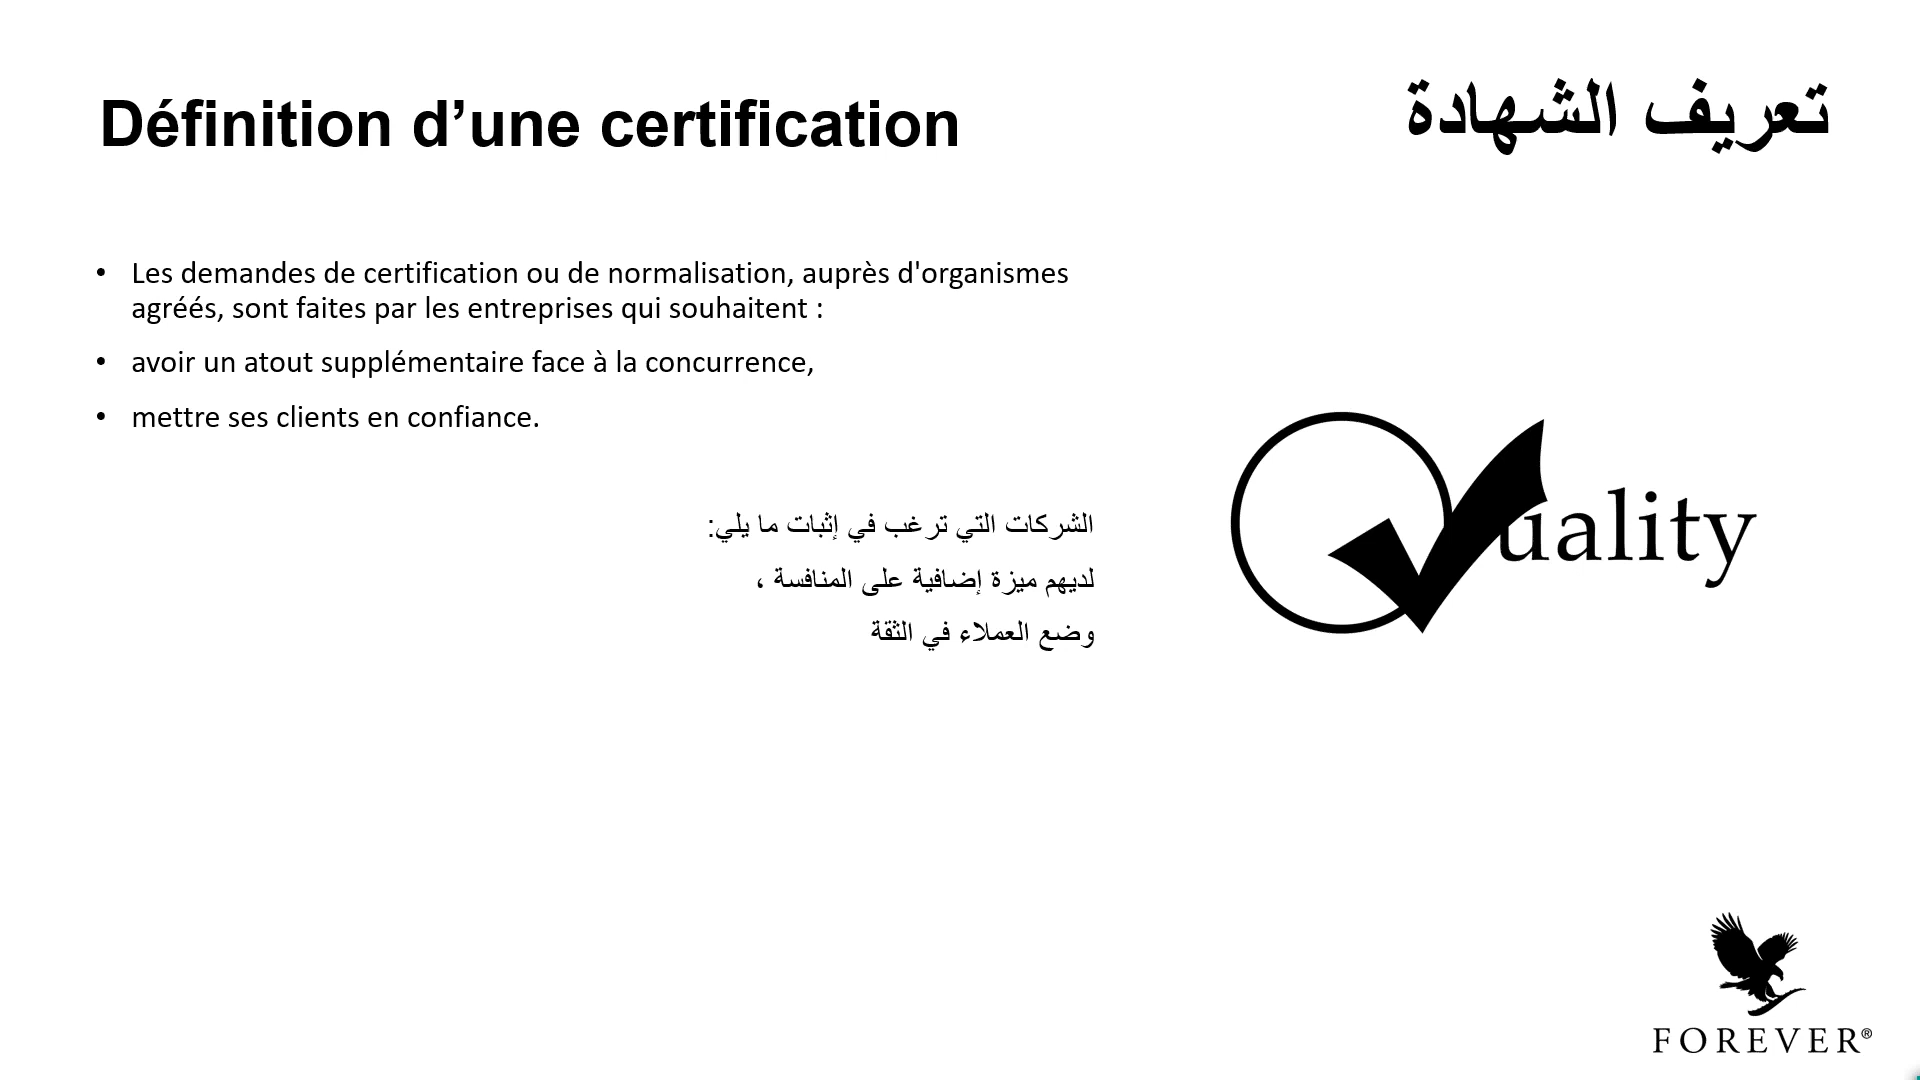 Définition d’une certification
تعريف الشهادة
• Les demandes de certification ou de normalisation, auprès d'organismes
agréés, sont faites par les entreprises qui souhaitent :
• avoir un atout supplémentaire face à la concurrence,
• mettre ses clients en confiance.
الشركات التي ترغب في إثبات ما يلي:
لديهم ميزة إضافية على المنافسة ،
وضع العملاء في الثقة
Quality
FOREVER®